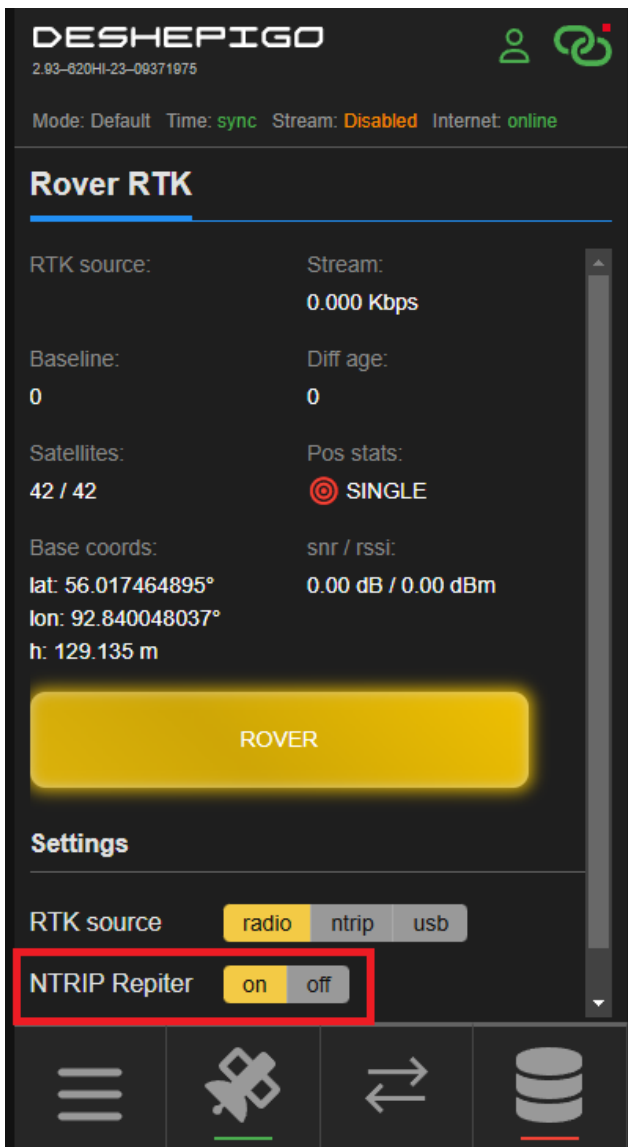 DESHEPIGO
2.93–620HI-23–09371975
Mode: Default Time: sync Stream: Disabled Internet: online
Rover RTK
RTK source: Stream:
0.000 Kbps
Baseline: Diff age:
0 0
Satellites: Pos stats:
42 / 42 SINGLE
Base coords: snr / rssi:
lat: 56.017464895° 0.00 dB / 0.00 dBm
lon: 92.840048037°
h: 129.135 m
ROVER
Settings
RTK source radio ntrip usb
NTRIP Repiter on off